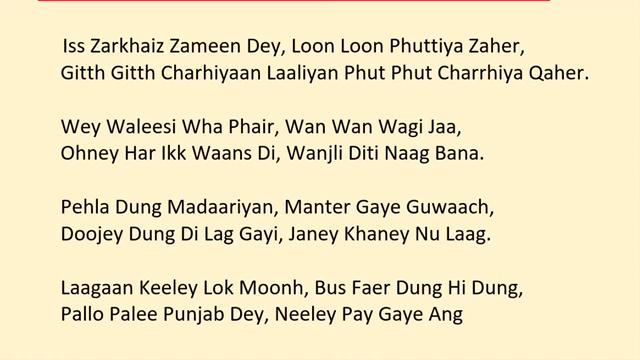 Iss Zarkhaiz Zameen Dey, Loon Loon Phuttiya Zaher,
Gitth Gitth Charhiyaan Laaliyan Phut Phut Charrhiya Qaher.
Wey Waleesi Wha Phair, Wan Wan Wagi Jaa,
Ohney Har Ikk Waans Di, Wanjli Diti Naag Bana.
Pehla Dung Madaariyan, Manter Gaye Guwaach,
Doojey Dung Di Lag Gayi, Janey Khaney Nu Laag.
Laagaan Keeley Lok Moonh, Bus Faer Dung Hi Dung,
Pallo Palee Punjab Dey, Neeley Pay Gaye Ang